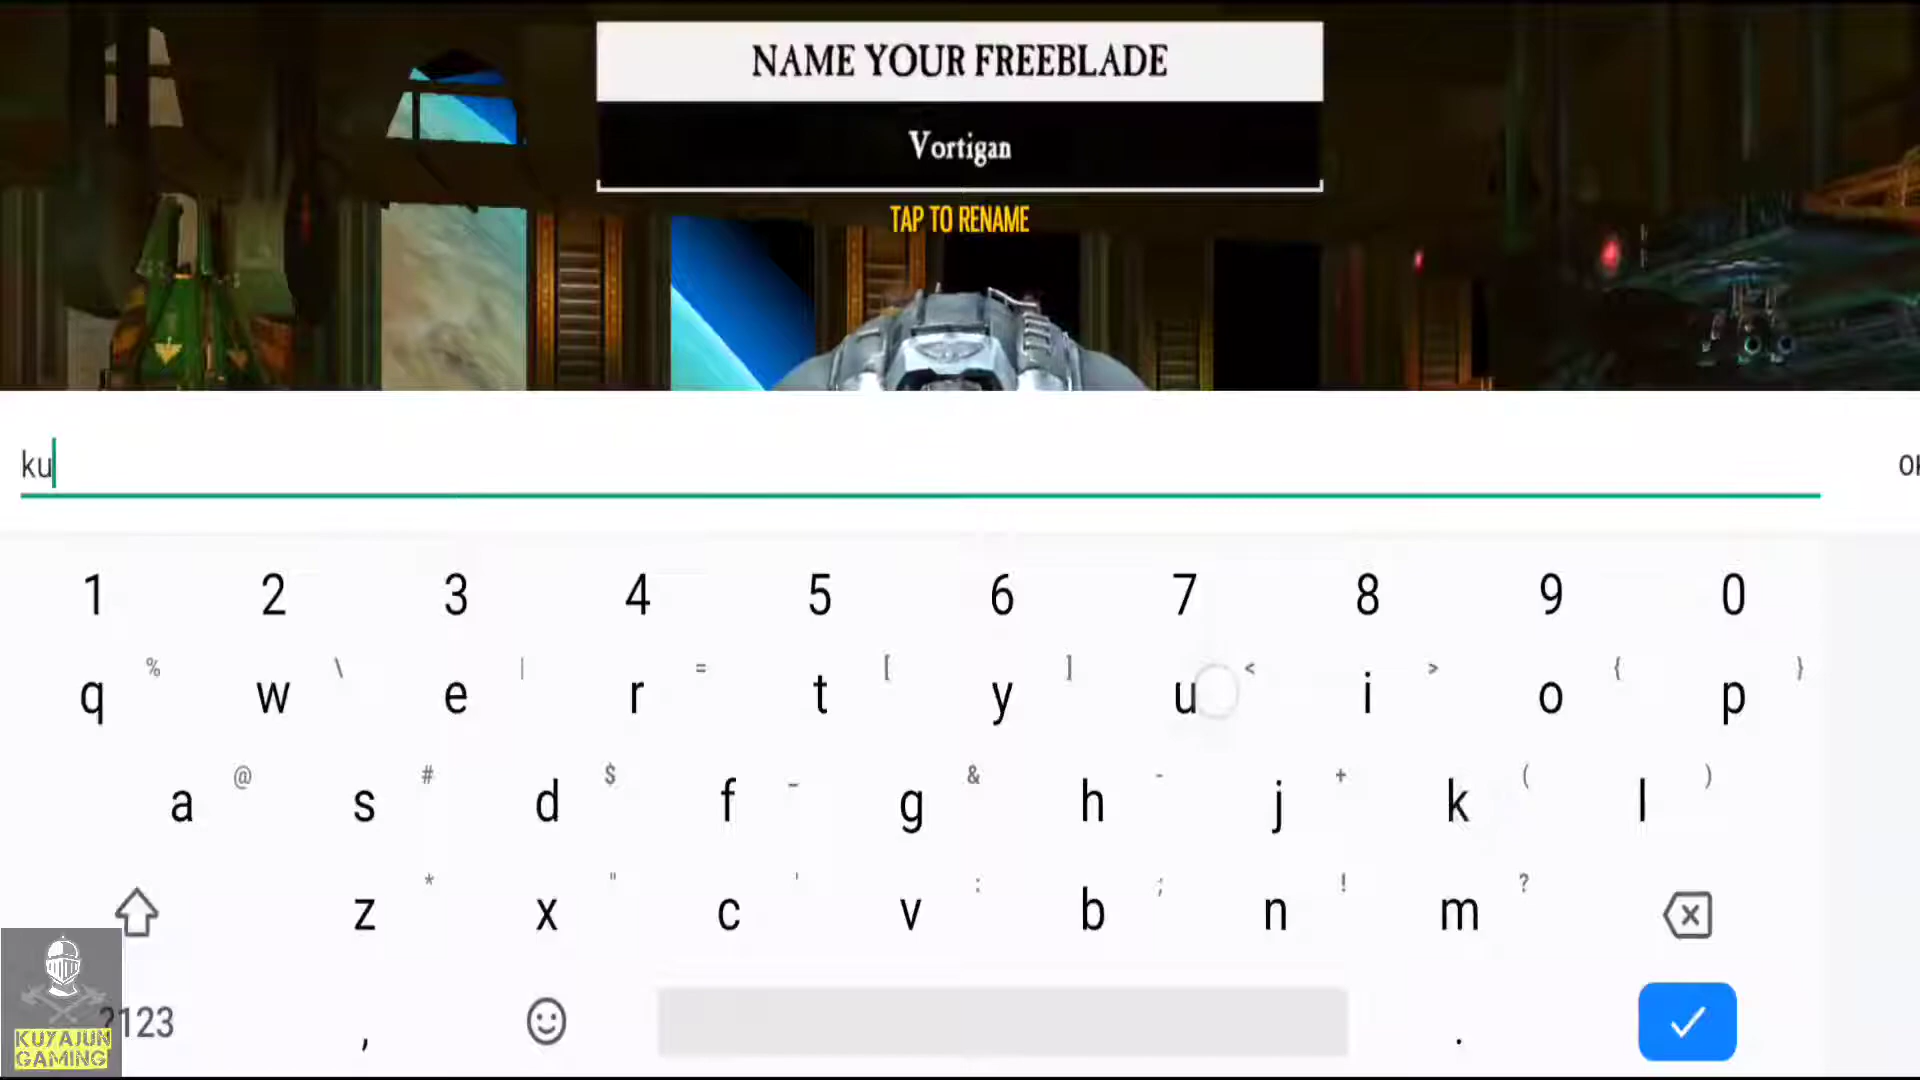 NAME YOUR FREEBLADE
Vortigan
TAP TO RENAME
ku
1 2 3 4 5 6 7 8 9 0
% \ | = [ ] < > { }
q w e r t y u i o p
@ # $ _ & - + ( )
a s d f g h j k l
* " ' : ; ! ?
z x c v b n m
?123 , .
KUYAJUN
GAMING